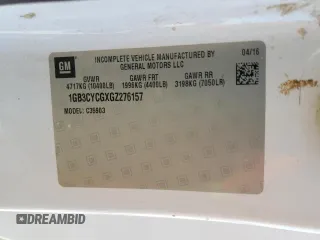 GM
INCOMPLETE VEHICLE MANUFACTURED BY
GENERAL MOTORS LLC
04/16
GVWR GAWR FRT GAWR RR
4717KG (10400LB) 1996KG (4400LB) 3198KG (7050LB)
1GB3CYCGXGZ276157
MODEL: C35903
DREAMBID
DREAMBID